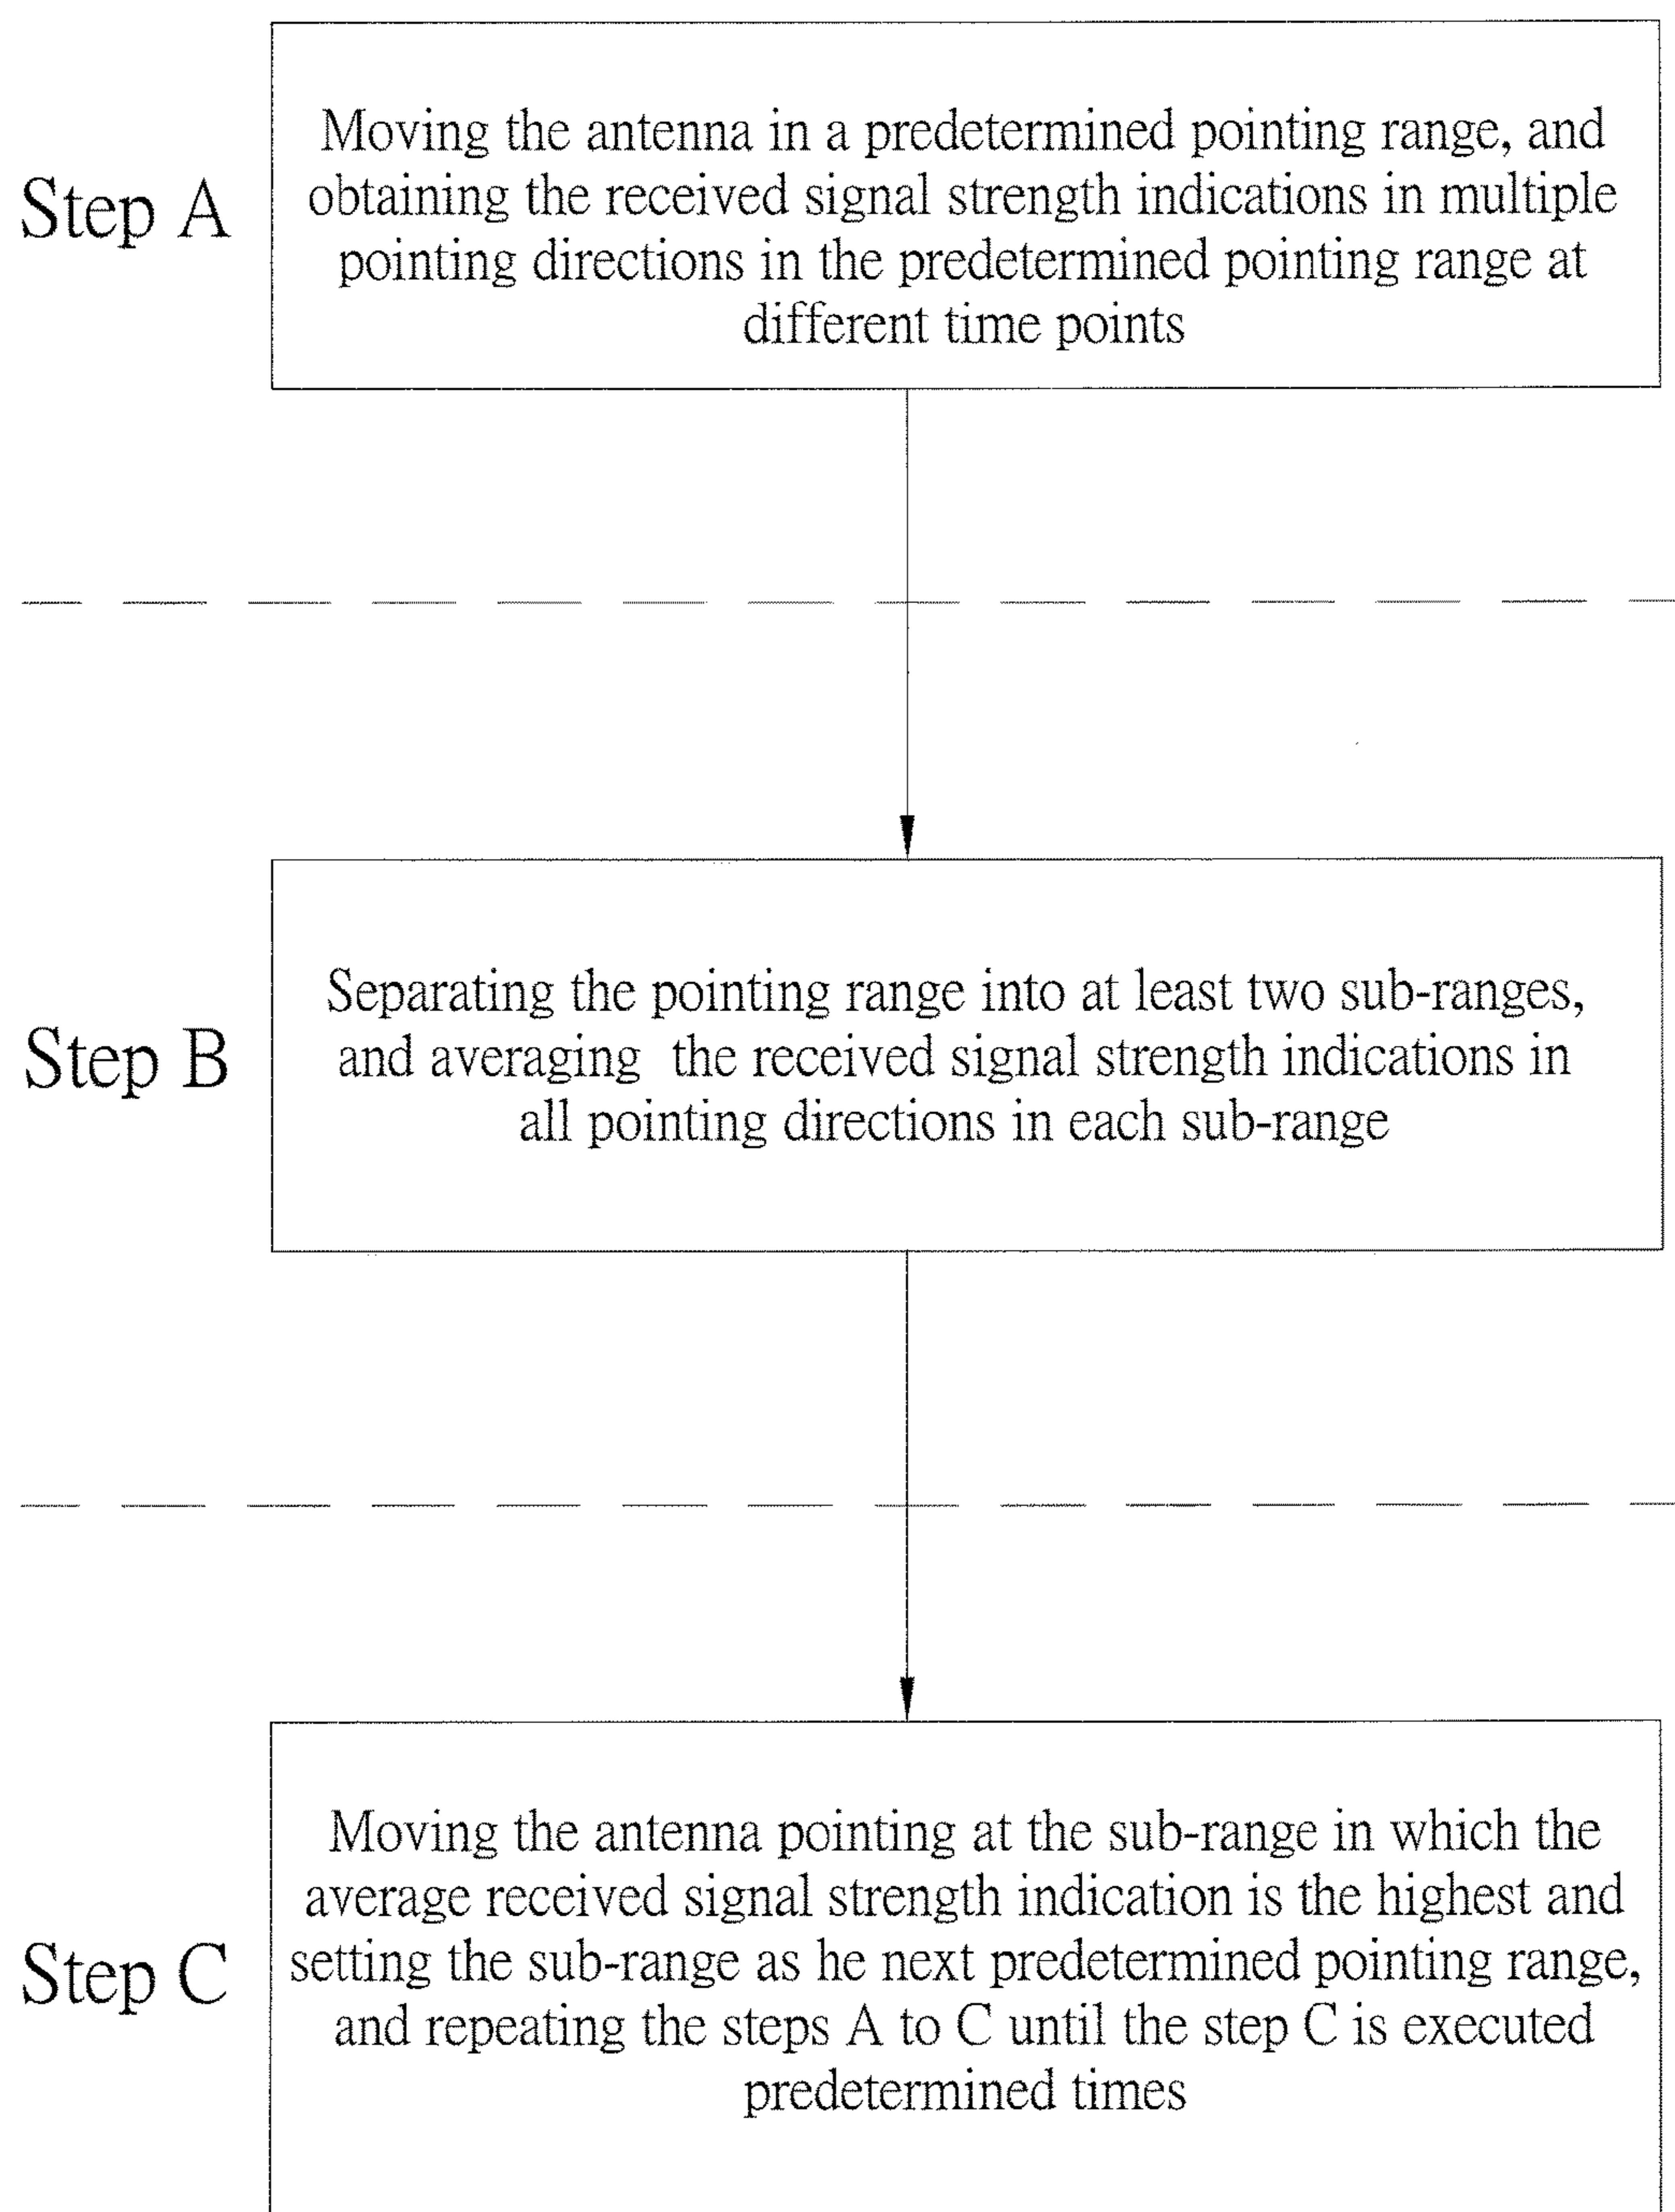 Step A
Moving the antenna in a predetermined pointing range, and
obtaining the received signal strength indications in multiple
pointing directions in the predetermined pointing range at
different time points
Step B
Separating the pointing range into at least two sub-ranges,
and averaging the received signal strength indications in
all pointing directions in each sub-range
Step C
Moving the antenna pointing at the sub-range in which the
average received signal strength indication is the highest and
setting the sub-range as he next predetermined pointing range,
and repeating the steps A to C until the step C is executed
predetermined times